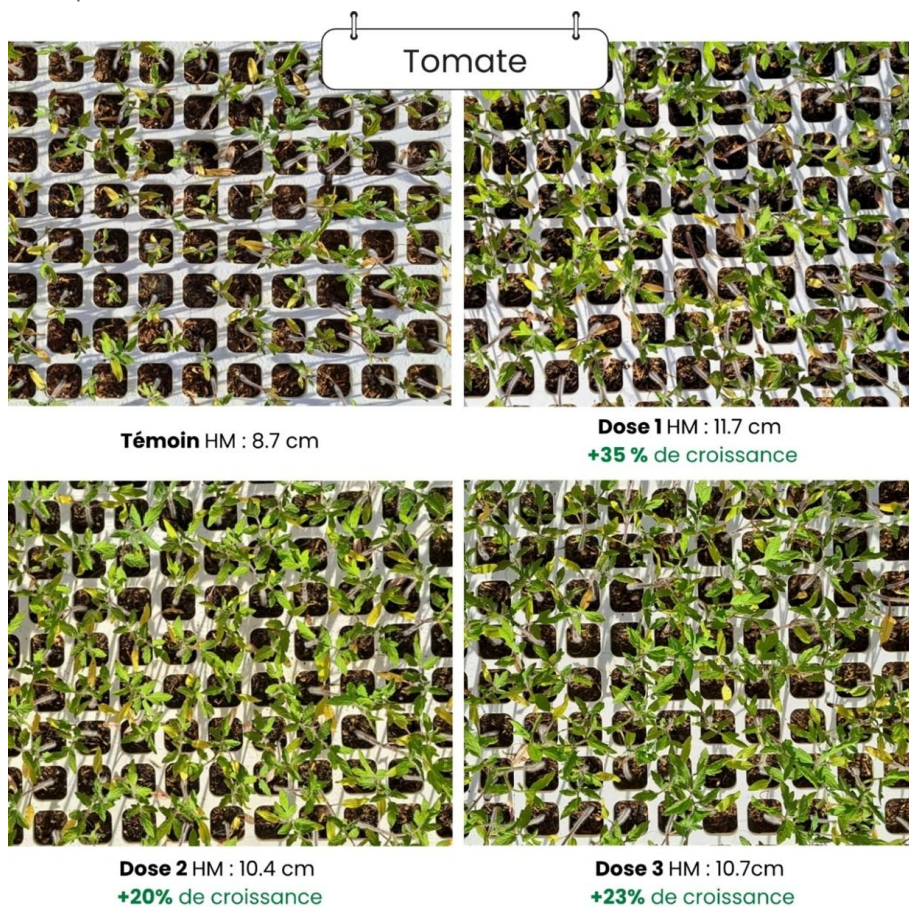 Tomate
Témoin HM : 8.7 cm
Dose 1 HM : 11.7 cm
+35 % de croissance
Dose 2 HM : 10.4 cm
+20% de croissance
Dose 3 HM : 10.7cm
+23% de croissance